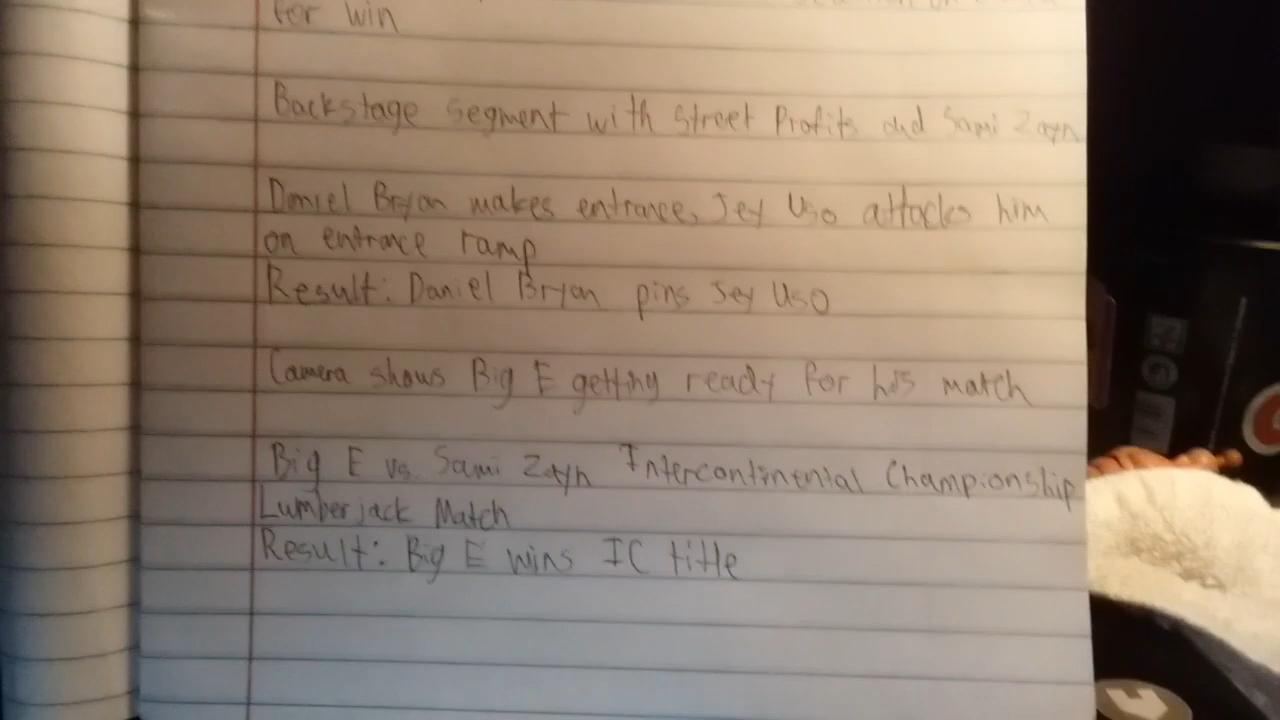 for win
Backstage segment with Street Profits and Sami Zayn
Daniel Bryan makes entrance, Jey Uso attacks him
on entrance ramp
Result: Daniel Bryan pins Jey Uso
Camera shows Big E getting ready for his match
Big E vs. Sami Zayn Intercontinental Championship
Lumberjack Match
Result: Big E wins IC title